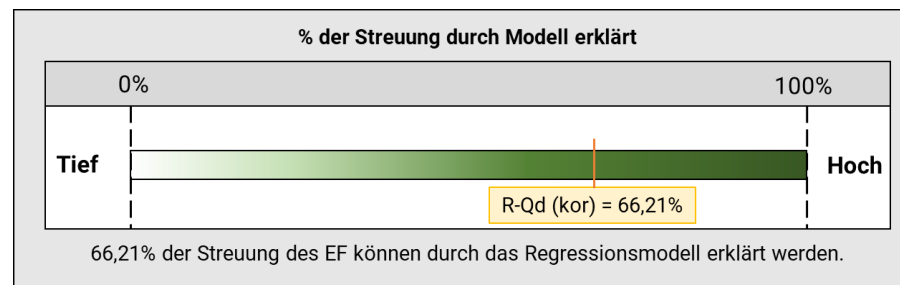 % der Streuung durch Modell erklärt
0% 100%
Tief Hoch
R-Qd (kor) = 66,21%
66,21% der Streuung des EF können durch das Regressionsmodell erklärt werden.